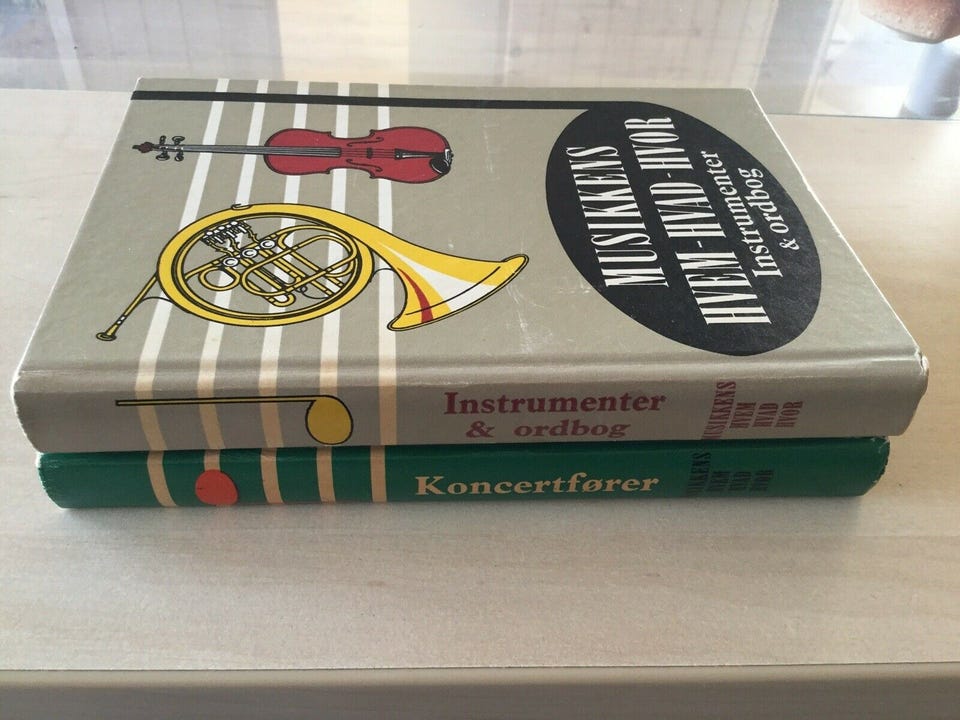 MUSIKKENS
HVEM-HVAD-HVOR
Instrumenter
& ordbog
Instrumenter
& ordbog
MUSIKKENS
HVEM
HVAD
HVOR
Koncertfører
MUSIKKENS
HVEM
HVAD
HVOR